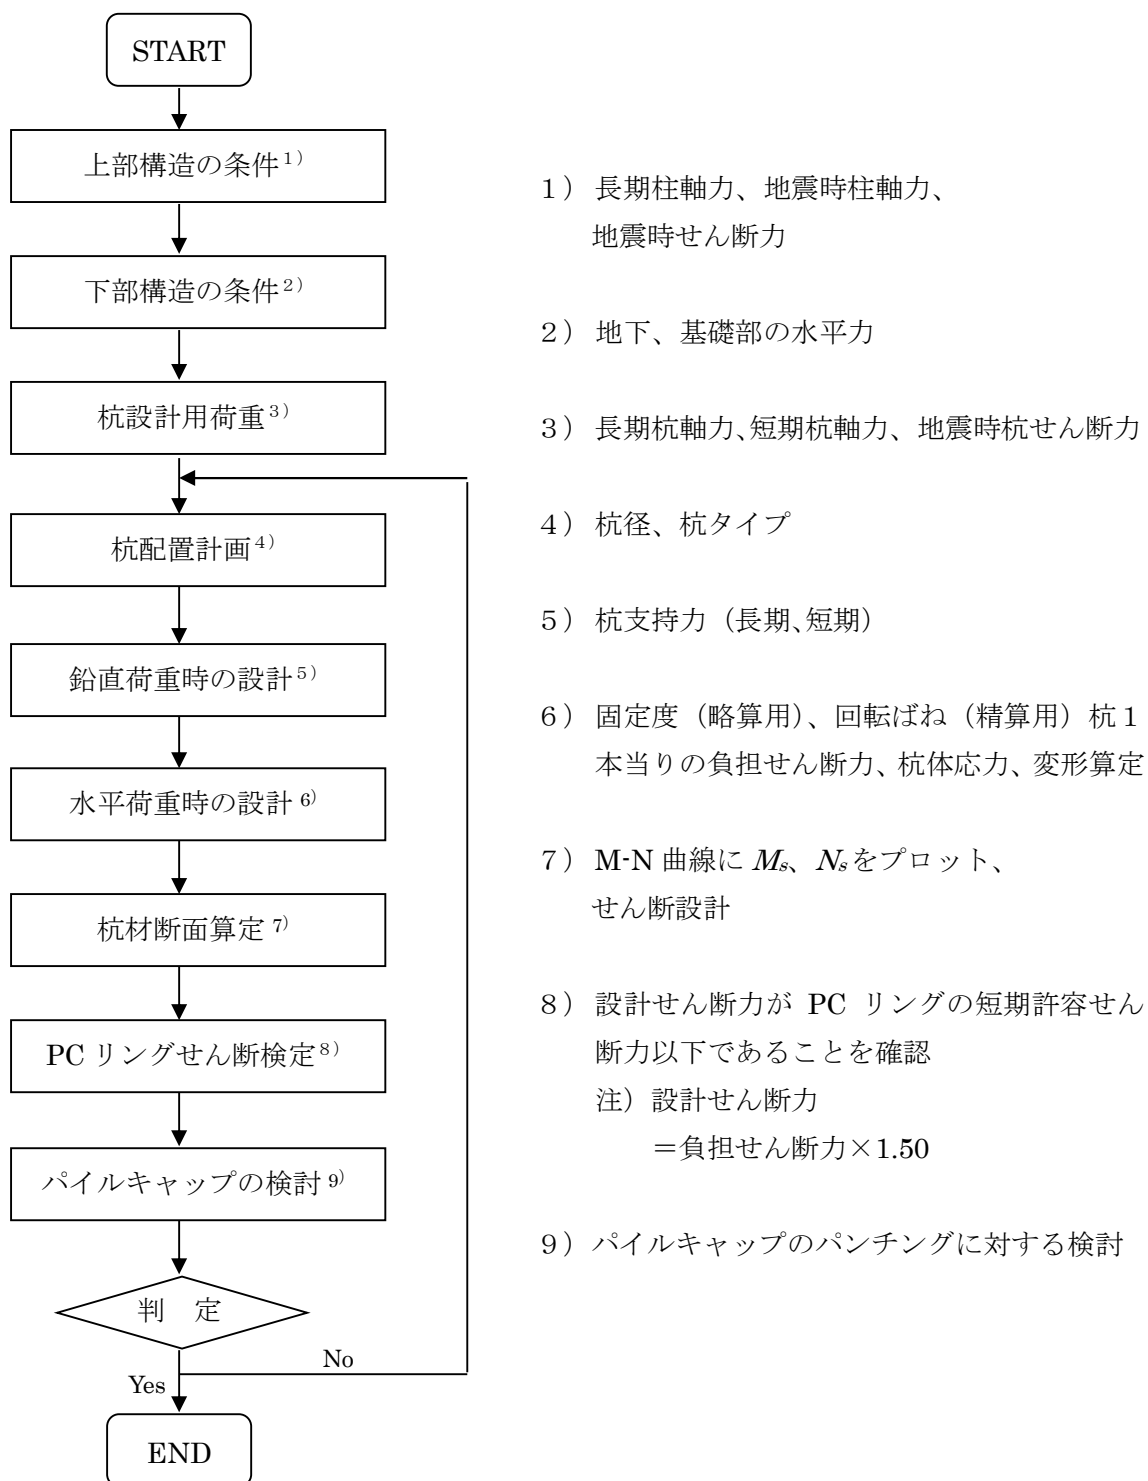 START
上部構造の条件1)
下部構造の条件2)
杭設計用荷重3)
杭配置計画4)
鉛直荷重時の設計5)
水平荷重時の設計 6)
杭材断面算定 7)
PC リングせん断検定8)
パイルキャップの検討 9)
判 定
No
Yes
END
1) 長期柱軸力、地震時柱軸力、
地震時せん断力
2) 地下、基礎部の水平力
3) 長期杭軸力、短期杭軸力、地震時杭せん断力
4) 杭径、杭タイプ
5) 杭支持力（長期、短期）
6) 固定度（略算用）、回転ばね（精算用）杭１
本当りの負担せん断力、杭体応力、変形算定
7) M-N 曲線に Ms、Nsをプロット、
せん断設計
8) 設計せん断力が PC リングの短期許容せん
断力以下であることを確認
注）設計せん断力
＝負担せん断力×1.50
9) パイルキャップのパンチングに対する検討